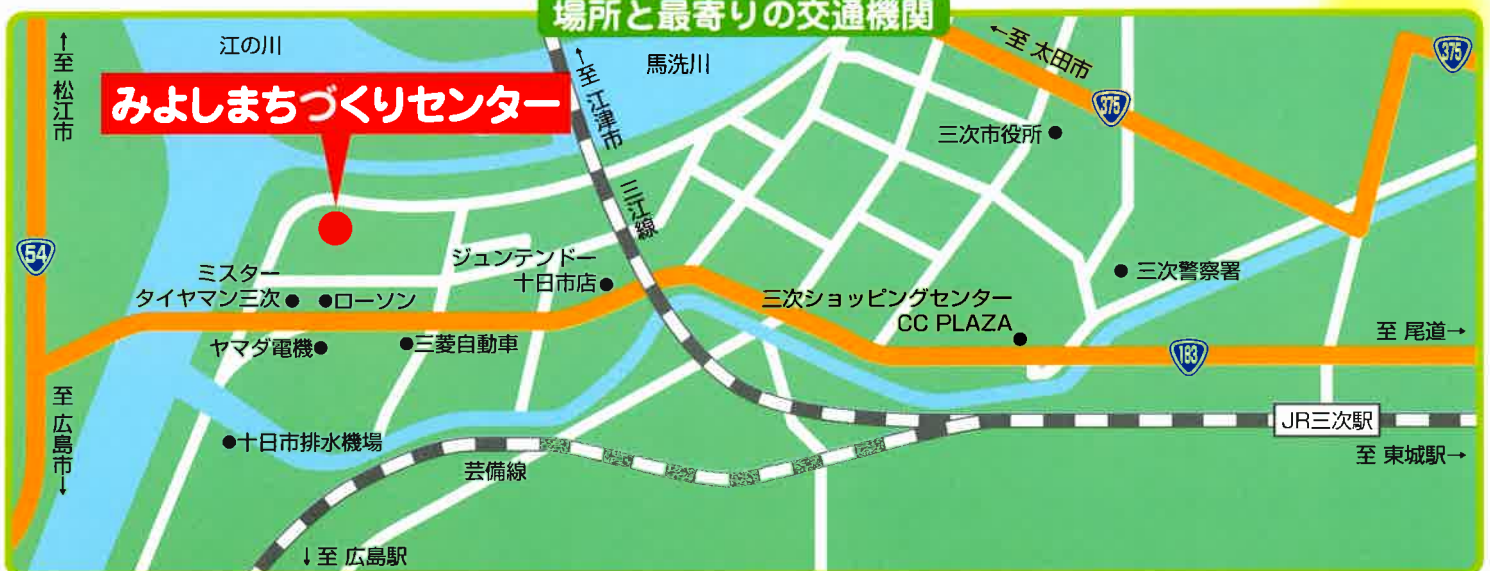 場所と最寄りの交通機関
↑至 松江市
江の川
みよしまちづくりセンター
↑至 江津市
三江線
馬洗川
←至 太田市
375
375
三次市役所
54
ミスター
タイヤマン三次
ローソン
ジュンテンドー
十日市店
三次ショッピングセンター
CC PLAZA
三次警察署
ヤマダ電機
三菱自動車
183
至 尾道→
至 広島市↓
十日市排水機場
芸備線
JR三次駅
至 東城駅→
↓至 広島駅